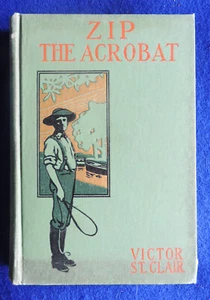 ZIP
THE ACROBAT
VICTOR
ST. CLAIR